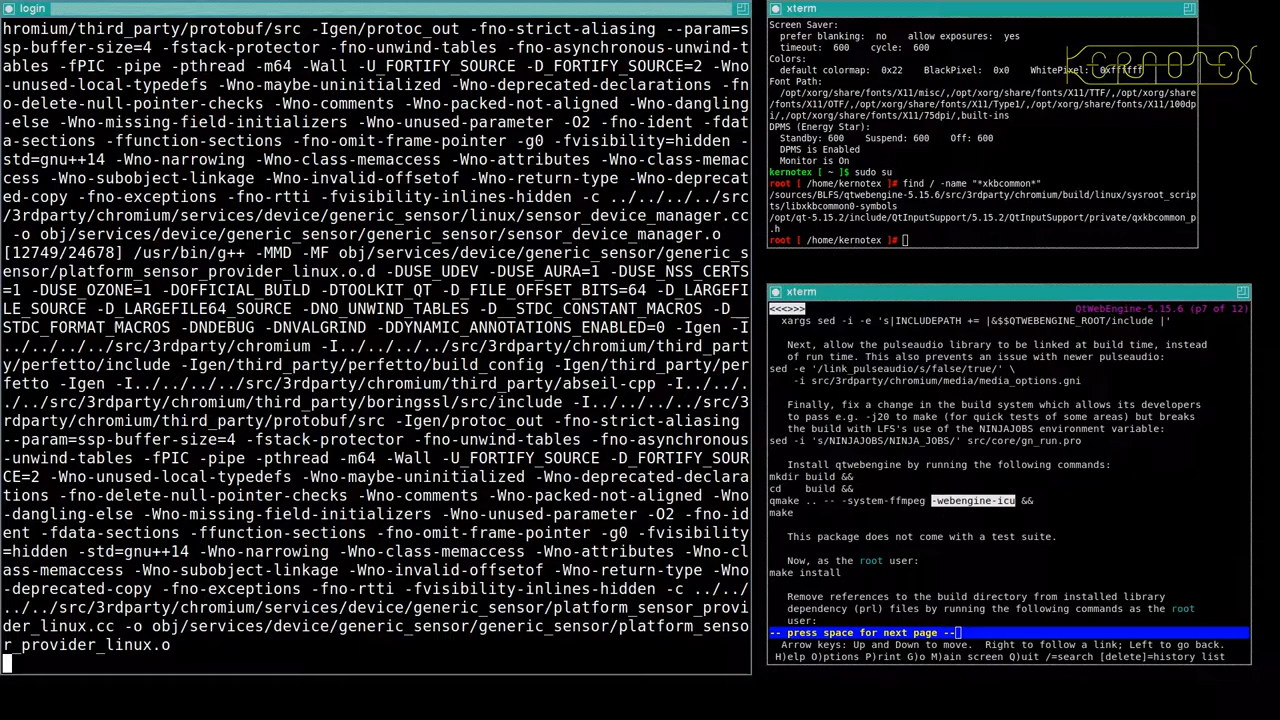 login
hromium/third_party/protobuf/src -Igen/protoc_out -fno-strict-aliasing --param=s
sp-buffer-size=4 -fstack-protector -fno-unwind-tables -fno-asynchronous-unwind-t
ables -fPIC -pipe -pthread -m64 -Wall -U_FORTIFY_SOURCE -D_FORTIFY_SOURCE=2 -Wno
-unused-local-typedefs -Wno-maybe-uninitialized -Wno-deprecated-declarations -fn
o-delete-null-pointer-checks -Wno-comments -Wno-packed-not-aligned -Wno-dangling
-else -Wno-missing-field-initializers -Wno-unused-parameter -O2 -fno-ident -fdat
a-sections -ffunction-sections -fno-omit-frame-pointer -g0 -fvisibility=hidden -
std=gnu++14 -Wno-narrowing -Wno-class-memaccess -Wno-attributes -Wno-class-memac
cess -Wno-subobject-linkage -Wno-invalid-offsetof -Wno-return-type -Wno-deprecat
ed-copy -fno-exceptions -fno-rtti -fvisibility-inlines-hidden -c ../../../../src
/3rdparty/chromium/services/device/generic_sensor/linux/sensor_device_manager.cc
 -o obj/services/device/generic_sensor/generic_sensor/sensor_device_manager.o
[12749/24678] /usr/bin/g++ -MMD -MF obj/services/device/generic_sensor/generic_s
ensor/platform_sensor_provider_linux.o.d -DUSE_UDEV -DUSE_AURA=1 -DUSE_NSS_CERTS
=1 -DUSE_OZONE=1 -DOFFICIAL_BUILD -DTOOLKIT_QT -D_FILE_OFFSET_BITS=64 -D_LARGEFI
LE_SOURCE -D_LARGEFILE64_SOURCE -DNO_UNWIND_TABLES -D__STDC_CONSTANT_MACROS -D__
STDC_FORMAT_MACROS -DNDEBUG -DNVALGRIND -DDYNAMIC_ANNOTATIONS_ENABLED=0 -Igen -I
../../../../src/3rdparty/chromium -I../../../../src/3rdparty/chromium/third_part
y/perfetto/include -Igen/third_party/perfetto/build_config -Igen/third_party/per
fetto -Igen -I../../../../src/3rdparty/chromium/third_party/abseil-cpp -I../../.
./../src/3rdparty/chromium/third_party/boringssl/src/include -I../../../../src/3
rdparty/chromium/third_party/protobuf/src -Igen/protoc_out -fno-strict-aliasing 
--param=ssp-buffer-size=4 -fstack-protector -fno-unwind-tables -fno-asynchronous
-unwind-tables -fPIC -pipe -pthread -m64 -Wall -U_FORTIFY_SOURCE -D_FORTIFY_SOUR
CE=2 -Wno-unused-local-typedefs -Wno-maybe-uninitialized -Wno-deprecated-declara
tions -fno-delete-null-pointer-checks -Wno-comments -Wno-packed-not-aligned -Wno
-dangling-else -Wno-missing-field-initializers -Wno-unused-parameter -O2 -fno-id
ent -fdata-sections -ffunction-sections -fno-omit-frame-pointer -g0 -fvisibility
=hidden -std=gnu++14 -Wno-narrowing -Wno-class-memaccess -Wno-attributes -Wno-cl
ass-memaccess -Wno-subobject-linkage -Wno-invalid-offsetof -Wno-return-type -Wno
-deprecated-copy -fno-exceptions -fno-rtti -fvisibility-inlines-hidden -c ../../
../../src/3rdparty/chromium/services/device/generic_sensor/platform_sensor_provi
der_linux.cc -o obj/services/device/generic_sensor/generic_sensor/platform_senso
r_provider_linux.o
xterm
Screen Saver:
prefer blanking:  no    allow exposures:  yes
timeout:  600    cycle:  600
Colors:
default colormap:  0x22    BlackPixel:  0x0    WhitePixel:  0xffffff
Font Path:
/opt/xorg/share/fonts/X11/misc/,/opt/xorg/share/fonts/X11/TTF/,/opt/xorg/share
/fonts/X11/OTF/,/opt/xorg/share/fonts/X11/Type1/,/opt/xorg/share/fonts/X11/100dp
i/,/opt/xorg/share/fonts/X11/75dpi/,built-ins
DPMS (Energy Star):
Standby: 600    Suspend: 600    Off: 600
DPMS is Enabled
Monitor is On
kernotex [ ~ ]$ sudo su
root [ /home/kernotex ]# find / -name "*xkbcommon*"
/sources/BLFS/qtwebengine-5.15.6/src/3rdparty/chromium/build/linux/sysroot_scrip
ts/libxkbcommon0-symbols
/opt/qt-5.15.2/include/QtInputSupport/5.15.2/QtInputSupport/private/qxkbcommon_p
.h
root [ /home/kernotex ]#
KERNOTEX
xterm
<<<>>> QtWebEngine-5.15.6 (p7 of 12)
xargs sed -i -e 's|INCLUDEPATH += |&$$QTWEBENGINE_ROOT/include |'
Next, allow the pulseaudio library to be linked at build time, instead
of run time. This also prevents an issue with newer pulseaudio:
sed -e '/link_pulseaudio/s/false/true/' \
-i src/3rdparty/chromium/media/media_options.gni
Finally, fix a change in the build system which allows its developers
to pass e.g. -j20 to make (for quick tests of some areas) but breaks
the build with LFS's use of the NINJAJOBS environment variable:
sed -i 's/NINJAJOBS/NINJA_JOBS/' src/core/gn_run.pro
Install qtwebengine by running the following commands:
mkdir build &&
cd    build &&
qmake .. -- -system-ffmpeg -webengine-icu &&
make
This package does not come with a test suite.
Now, as the root user:
make install
Remove references to the build directory from installed library
dependency (prl) files by running the following commands as the root
user:
-- press space for next page --
Arrow keys: Up and Down to move.  Right to follow a link; Left to go back.
H)elp O)ptions P)rint G)o M)ain screen Q)uit /=search [delete]=history list